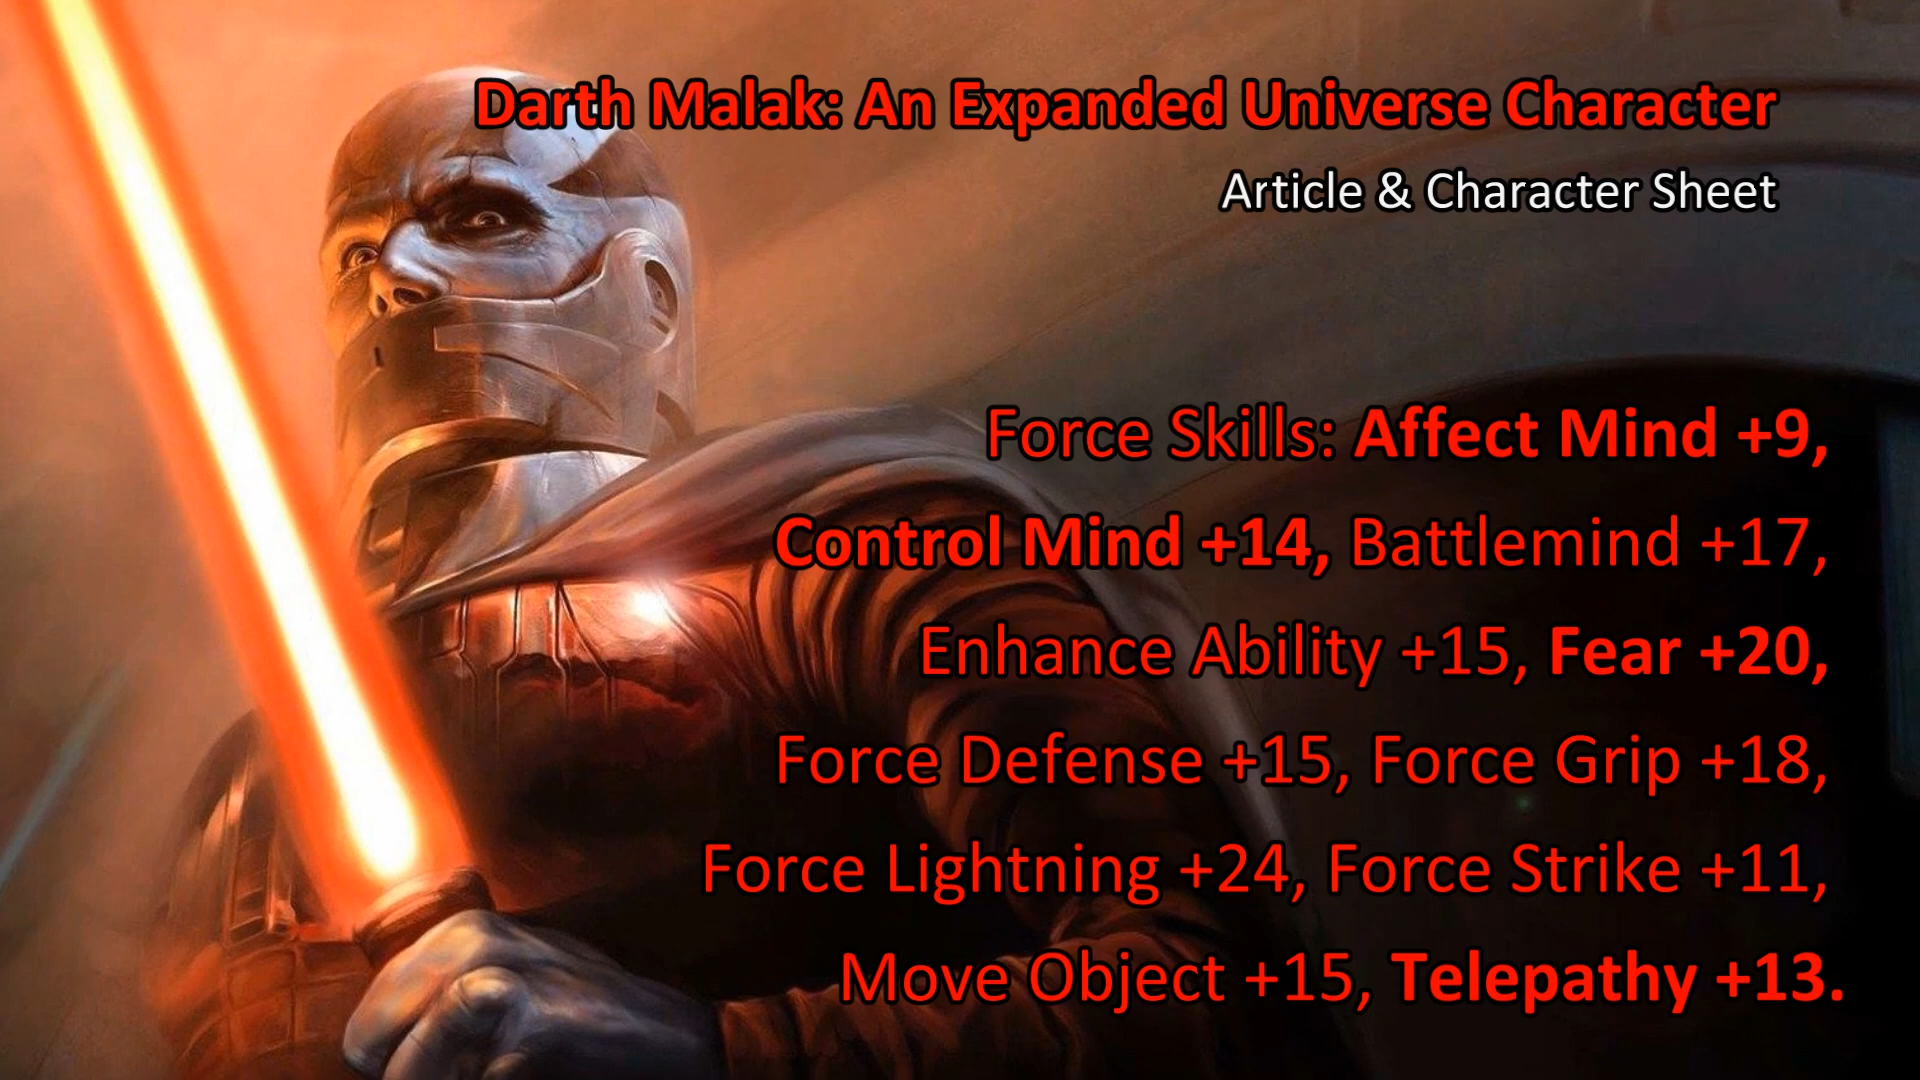 Darth Malak: An Expanded Universe Character
Article & Character Sheet
Force Skills: Affect Mind +9,
Control Mind +14, Battlemind +17,
Enhance Ability +15, Fear +20,
Force Defense +15, Force Grip +18,
Force Lightning +24, Force Strike +11,
Move Object +15, Telepathy +13.